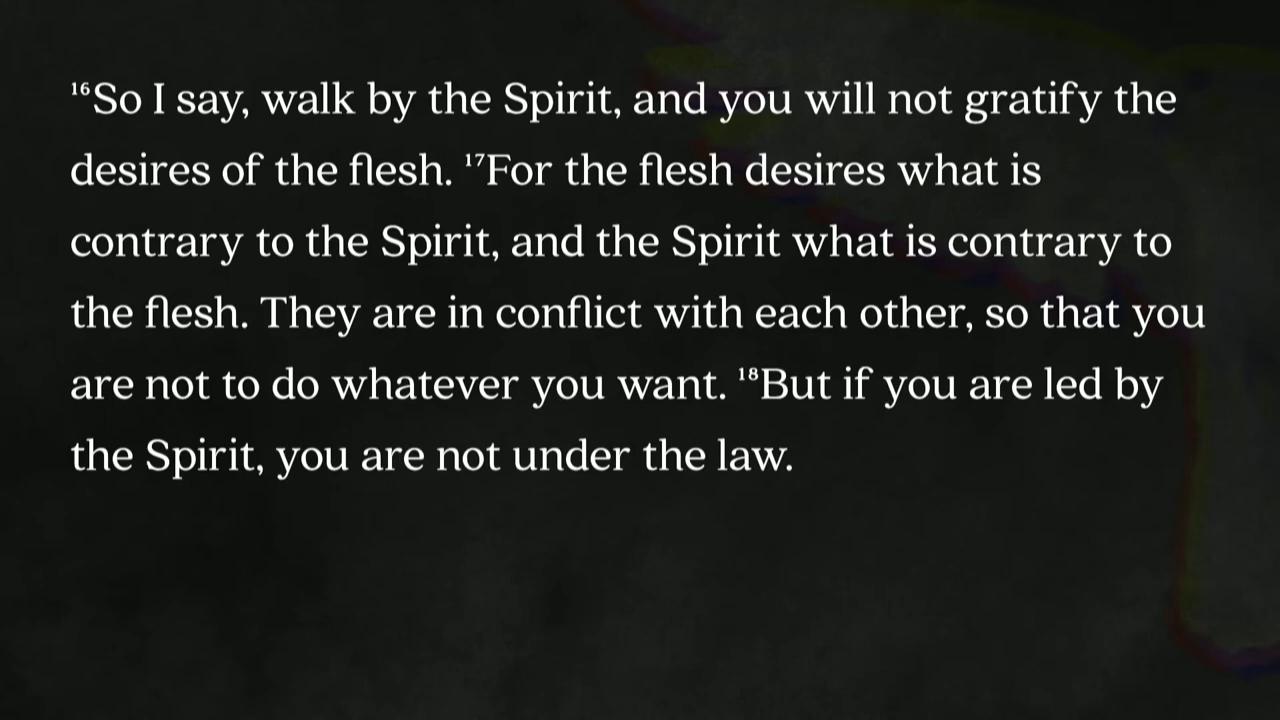 ¹⁶So I say, walk by the Spirit, and you will not gratify the
desires of the flesh. ¹⁷For the flesh desires what is
contrary to the Spirit, and the Spirit what is contrary to
the flesh. They are in conflict with each other, so that you
are not to do whatever you want. ¹⁸But if you are led by
the Spirit, you are not under the law.